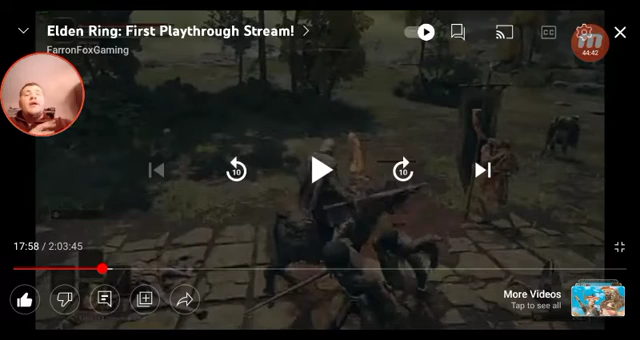 Elden Ring: First Playthrough Stream!
FarronFoxGaming
CC
m
44:42
10
10
17:58 / 2:03:45
More Videos
Tap to see all